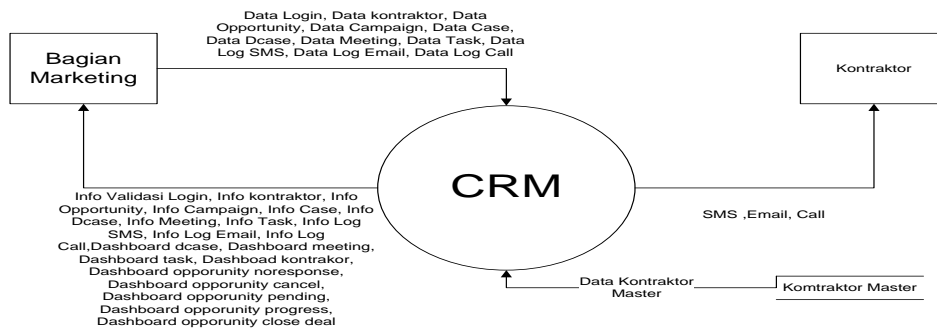 Data Login, Data kontraktor, Data
Opportunity, Data Campaign, Data Case,
Data Dcase, Data Meeting, Data Task, Data
Log SMS, Data Log Email, Data Log Call
Bagian
Marketing
Kontraktor
CRM
Info Validasi Login, Info kontraktor, Info
Opportunity, Info Campaign, Info Case, Info
Dcase, Info Meeting, Info Task, Info Log
SMS, Info Log Email, Info Log
Call,Dashboard dcase, Dashboard meeting,
Dashboard task, Dashboad kontrakor,
Dashboard opporunity noresponse,
Dashboard opporunity cancel,
Dashboard opporunity pending,
Dashboard opporunity progress,
Dashboard opporunity close deal
SMS ,Email, Call
Data Kontraktor
Master
Komtraktor Master